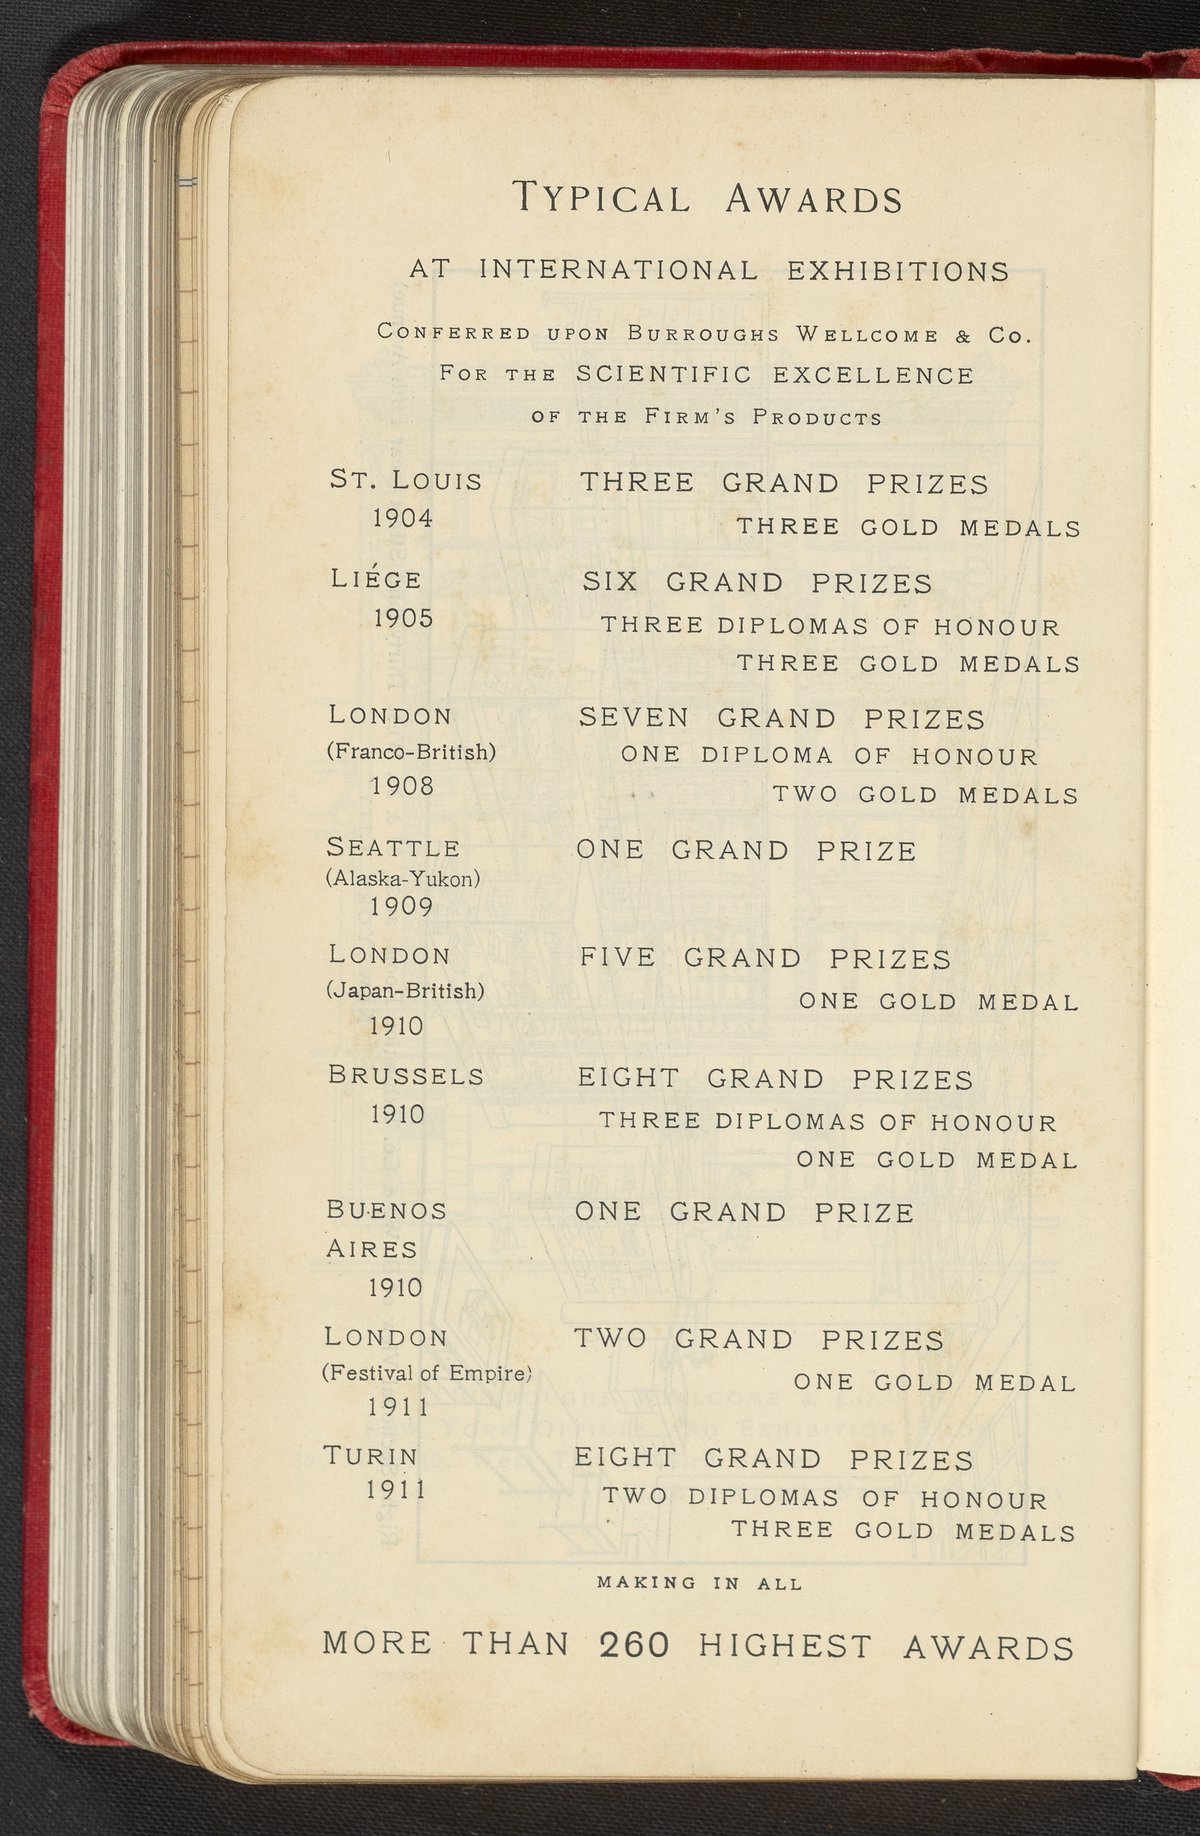 TYPICAL AWARDS
AT INTERNATIONAL EXHIBITIONS
CONFERRED UPON BURROUGHS WELLCOME & CO.
FOR THE SCIENTIFIC EXCELLENCE
OF THE FIRM'S PRODUCTS
ST. LOUIS THREE GRAND PRIZES
1904 THREE GOLD MEDALS
LIÉGE SIX GRAND PRIZES
1905 THREE DIPLOMAS OF HONOUR
THREE GOLD MEDALS
LONDON SEVEN GRAND PRIZES
(Franco-British) ONE DIPLOMA OF HONOUR
1908 TWO GOLD MEDALS
SEATTLE ONE GRAND PRIZE
(Alaska-Yukon)
1909
LONDON FIVE GRAND PRIZES
(Japan-British) ONE GOLD MEDAL
1910
BRUSSELS EIGHT GRAND PRIZES
1910 THREE DIPLOMAS OF HONOUR
ONE GOLD MEDAL
BUENOS ONE GRAND PRIZE
AIRES
1910
LONDON TWO GRAND PRIZES
(Festival of Empire) ONE GOLD MEDAL
1911
TURIN EIGHT GRAND PRIZES
1911 TWO DIPLOMAS OF HONOUR
THREE GOLD MEDALS
MAKING IN ALL
MORE THAN 260 HIGHEST AWARDS